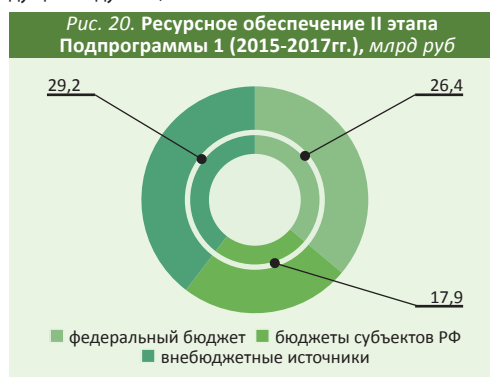 Рис. 20. Ресурсное обеспечение II этапа
Подпрограммы 1 (2015-2017гг.), млрд руб
29,2
26,4
17,9
федеральный бюджет бюджеты субъектов РФ
внебюджетные источники